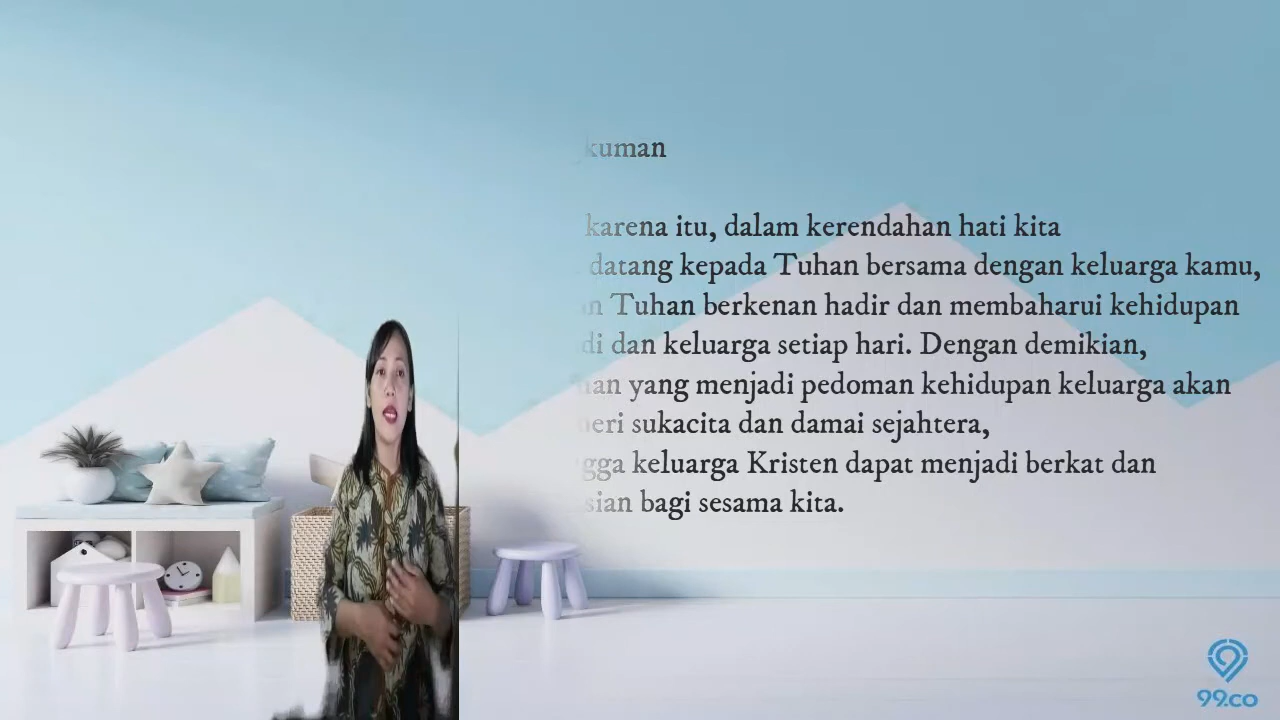 kuman
karena itu, dalam kerendahan hati kita
datang kepada Tuhan bersama dengan keluarga kamu,
Tuhan berkenan hadir dan membaharui kehidupan
di dan keluarga setiap hari. Dengan demikian,
yang menjadi pedoman kehidupan keluarga akan
sukacita dan damai sejahtera,
keluarga Kristen dapat menjadi berkat dan
bagi sesama kita.
99.co